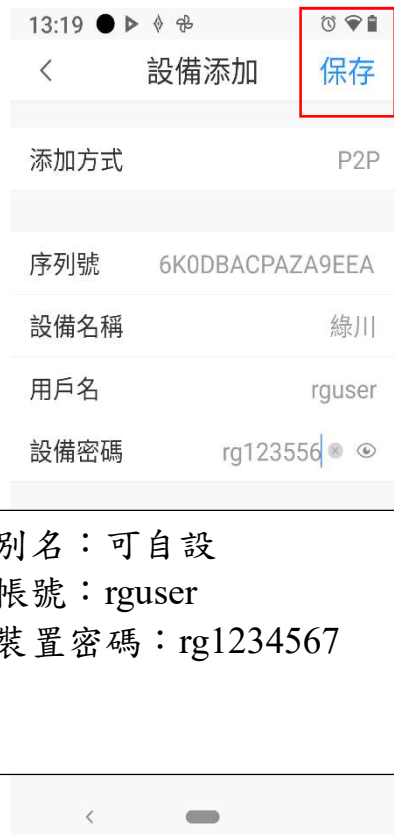 13:19
設備添加 保存
添加方式 P2P
序列號 6K0DBACPAZA9EEA
設備名稱 綠川
用戶名 rguser
設備密碼 rg123556
別名：可自設
帳號：rguser
裝置密碼：rg1234567